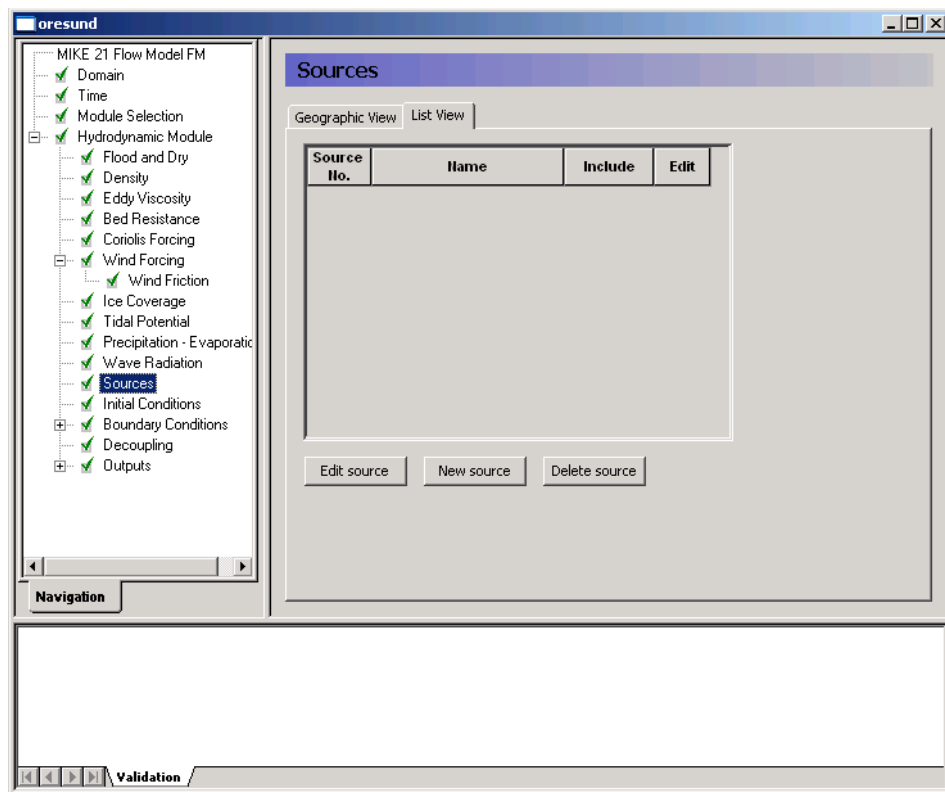 oresund
MIKE 21 Flow Model FM
Domain
Time
Module Selection
Hydrodynamic Module
Flood and Dry
Density
Eddy Viscosity
Bed Resistance
Coriolis Forcing
Wind Forcing
Wind Friction
Ice Coverage
Tidal Potential
Precipitation - Evaporatic
Wave Radiation
Sources
Initial Conditions
Boundary Conditions
Decoupling
Outputs
Navigation
Sources
Geographic View List View
Source No. Name Include Edit
Edit source New source Delete source
Validation